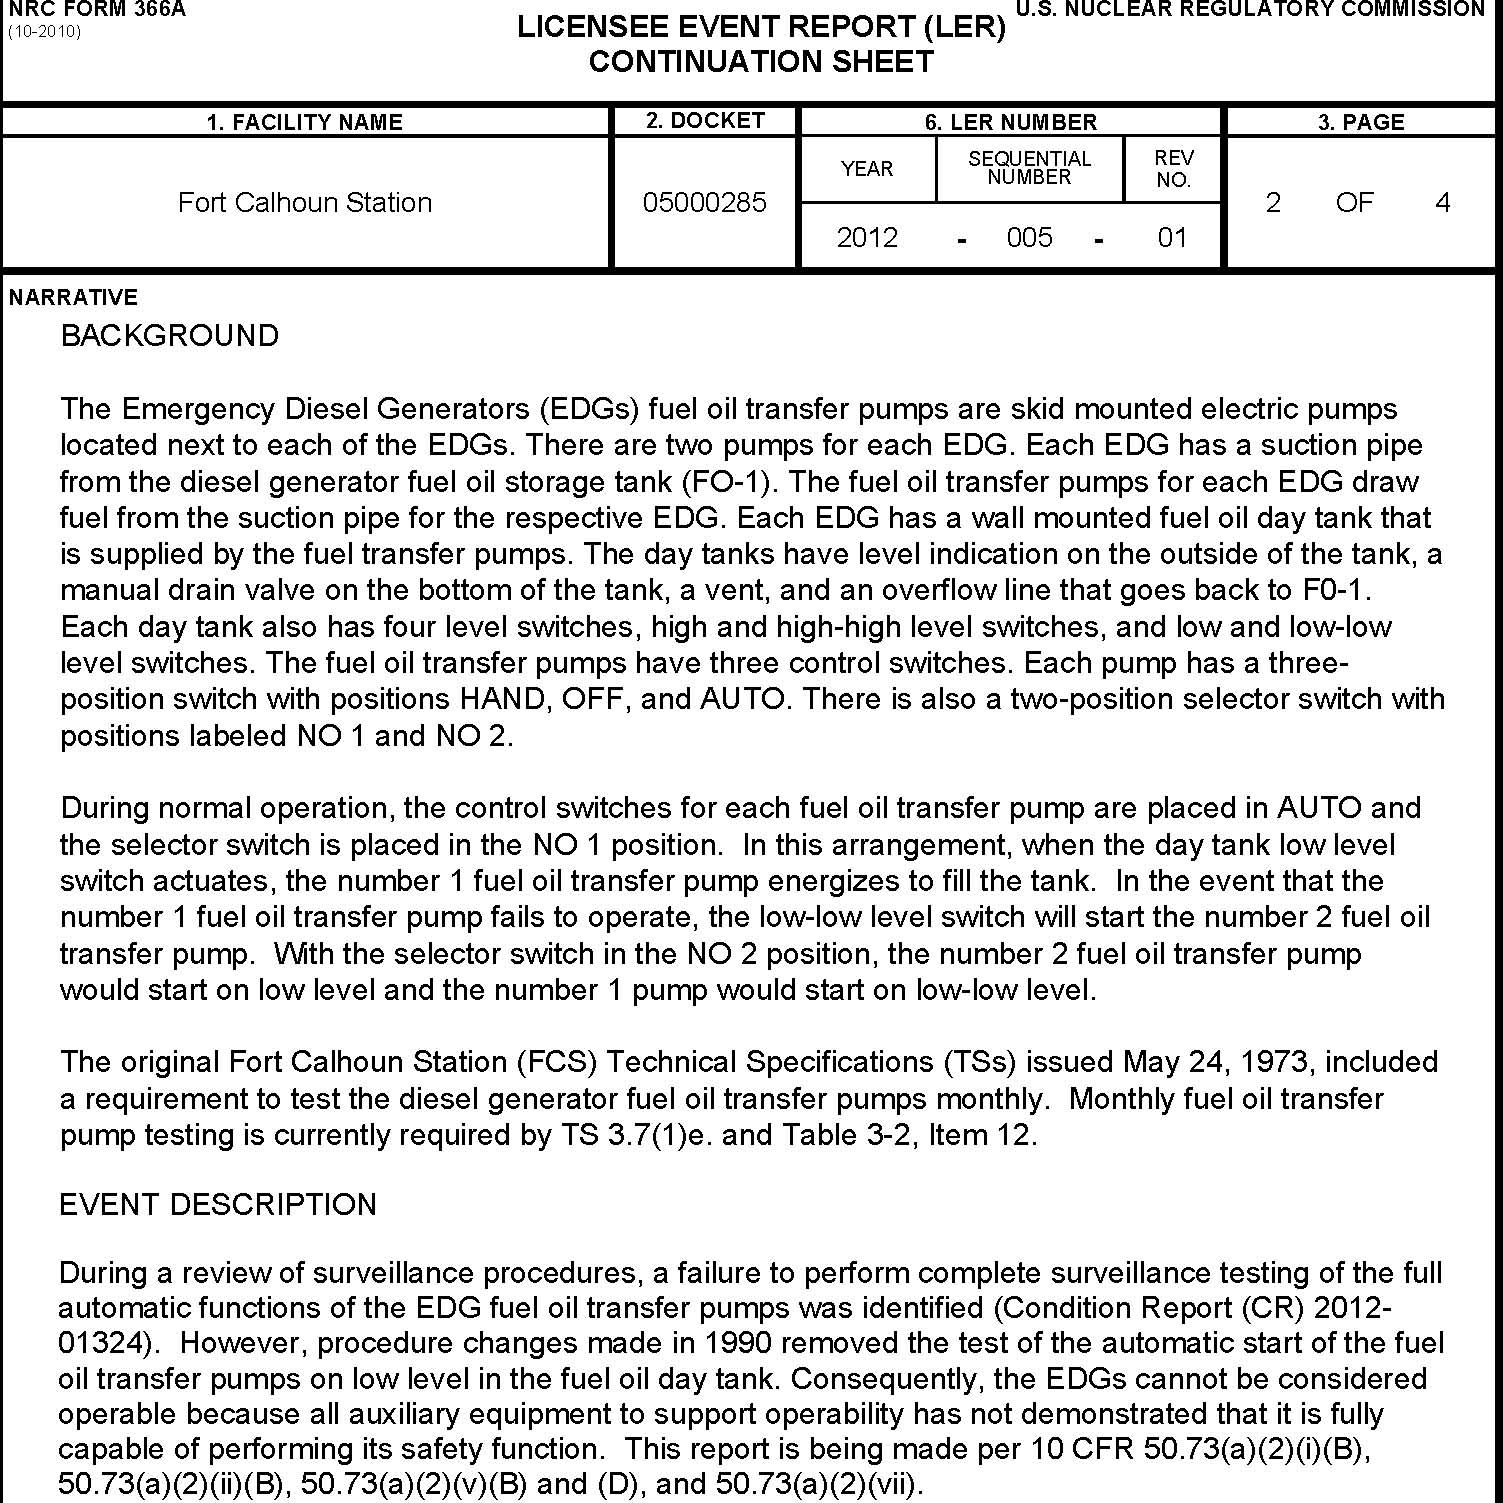 NRC FORM 366A
(10-2010)
U.S. NUCLEAR REGULATORY COMMISSION
LICENSEE EVENT REPORT (LER)
CONTINUATION SHEET
1. FACILITY NAME
2. DOCKET
6. LER NUMBER
3. PAGE
Fort Calhoun Station
05000285
YEAR
SEQUENTIAL
NUMBER
REV
NO.
2 OF 4
2012 - 005 - 01
NARRATIVE
BACKGROUND
The Emergency Diesel Generators (EDGs) fuel oil transfer pumps are skid mounted electric pumps
located next to each of the EDGs. There are two pumps for each EDG. Each EDG has a suction pipe
from the diesel generator fuel oil storage tank (FO-1). The fuel oil transfer pumps for each EDG draw
fuel from the suction pipe for the respective EDG. Each EDG has a wall mounted fuel oil day tank that
is supplied by the fuel transfer pumps. The day tanks have level indication on the outside of the tank, a
manual drain valve on the bottom of the tank, a vent, and an overflow line that goes back to F0-1.
Each day tank also has four level switches, high and high-high level switches, and low and low-low
level switches. The fuel oil transfer pumps have three control switches. Each pump has a three-
position switch with positions HAND, OFF, and AUTO. There is also a two-position selector switch with
positions labeled NO 1 and NO 2.
During normal operation, the control switches for each fuel oil transfer pump are placed in AUTO and
the selector switch is placed in the NO 1 position.  In this arrangement, when the day tank low level
switch actuates, the number 1 fuel oil transfer pump energizes to fill the tank.  In the event that the
number 1 fuel oil transfer pump fails to operate, the low-low level switch will start the number 2 fuel oil
transfer pump.  With the selector switch in the NO 2 position, the number 2 fuel oil transfer pump
would start on low level and the number 1 pump would start on low-low level.
The original Fort Calhoun Station (FCS) Technical Specifications (TSs) issued May 24, 1973, included
a requirement to test the diesel generator fuel oil transfer pumps monthly.  Monthly fuel oil transfer
pump testing is currently required by TS 3.7(1)e. and Table 3-2, Item 12.
EVENT DESCRIPTION
During a review of surveillance procedures, a failure to perform complete surveillance testing of the full
automatic functions of the EDG fuel oil transfer pumps was identified (Condition Report (CR) 2012-
01324).  However, procedure changes made in 1990 removed the test of the automatic start of the fuel
oil transfer pumps on low level in the fuel oil day tank. Consequently, the EDGs cannot be considered
operable because all auxiliary equipment to support operability has not demonstrated that it is fully
capable of performing its safety function.  This report is being made per 10 CFR 50.73(a)(2)(i)(B),
50.73(a)(2)(ii)(B), 50.73(a)(2)(v)(B) and (D), and 50.73(a)(2)(vii).